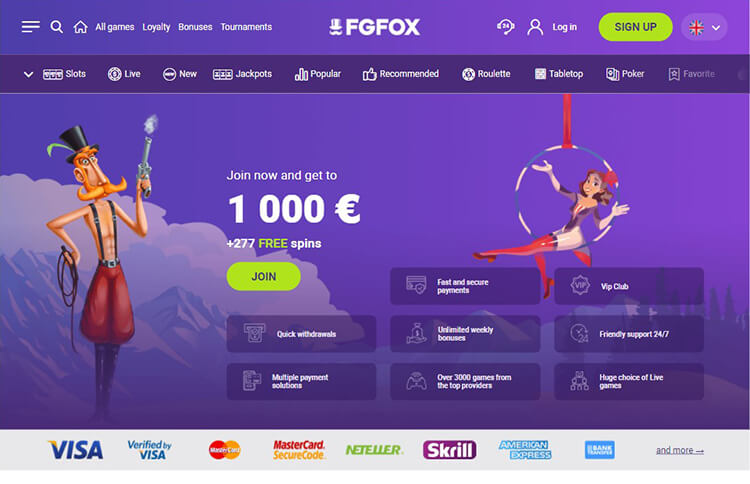 All games Loyalty Bonuses Tournaments
FGFOX
24 Log in SIGN UP
Slots Live NEW New Jackpots Popular Recommended Roulette Tabletop Poker Favorite
Join now and get to
1 000 €
+277 FREE spins
JOIN
Fast and secure
payments
VIP Vip Club
Quick withdrawals
Unlimited weekly
bonuses
24 Friendly support 24/7
Multiple payment
solutions
Over 3000 games from
the top providers
Huge choice of Live
games
VISA
Verified by
VISA
MasterCard
MasterCard.
SecureCode.
NETELLER
Skrill
AMERICAN
EXPRESS
BANK
TRANSFER
and more →